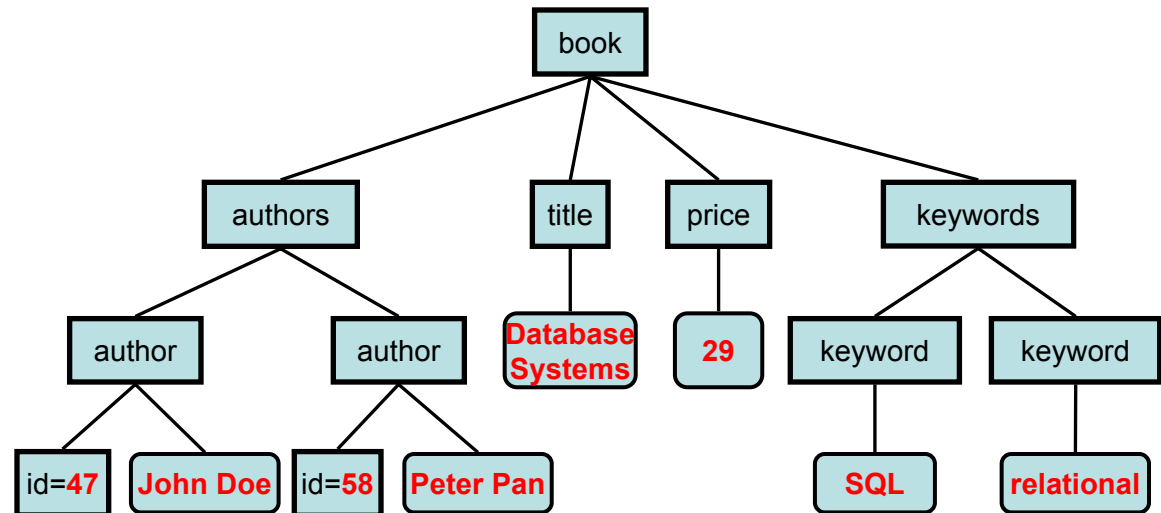 book
authors
title
price
keywords
author
author
Database
Systems
29
keyword
keyword
id=47
John Doe
id=58
Peter Pan
SQL
relational